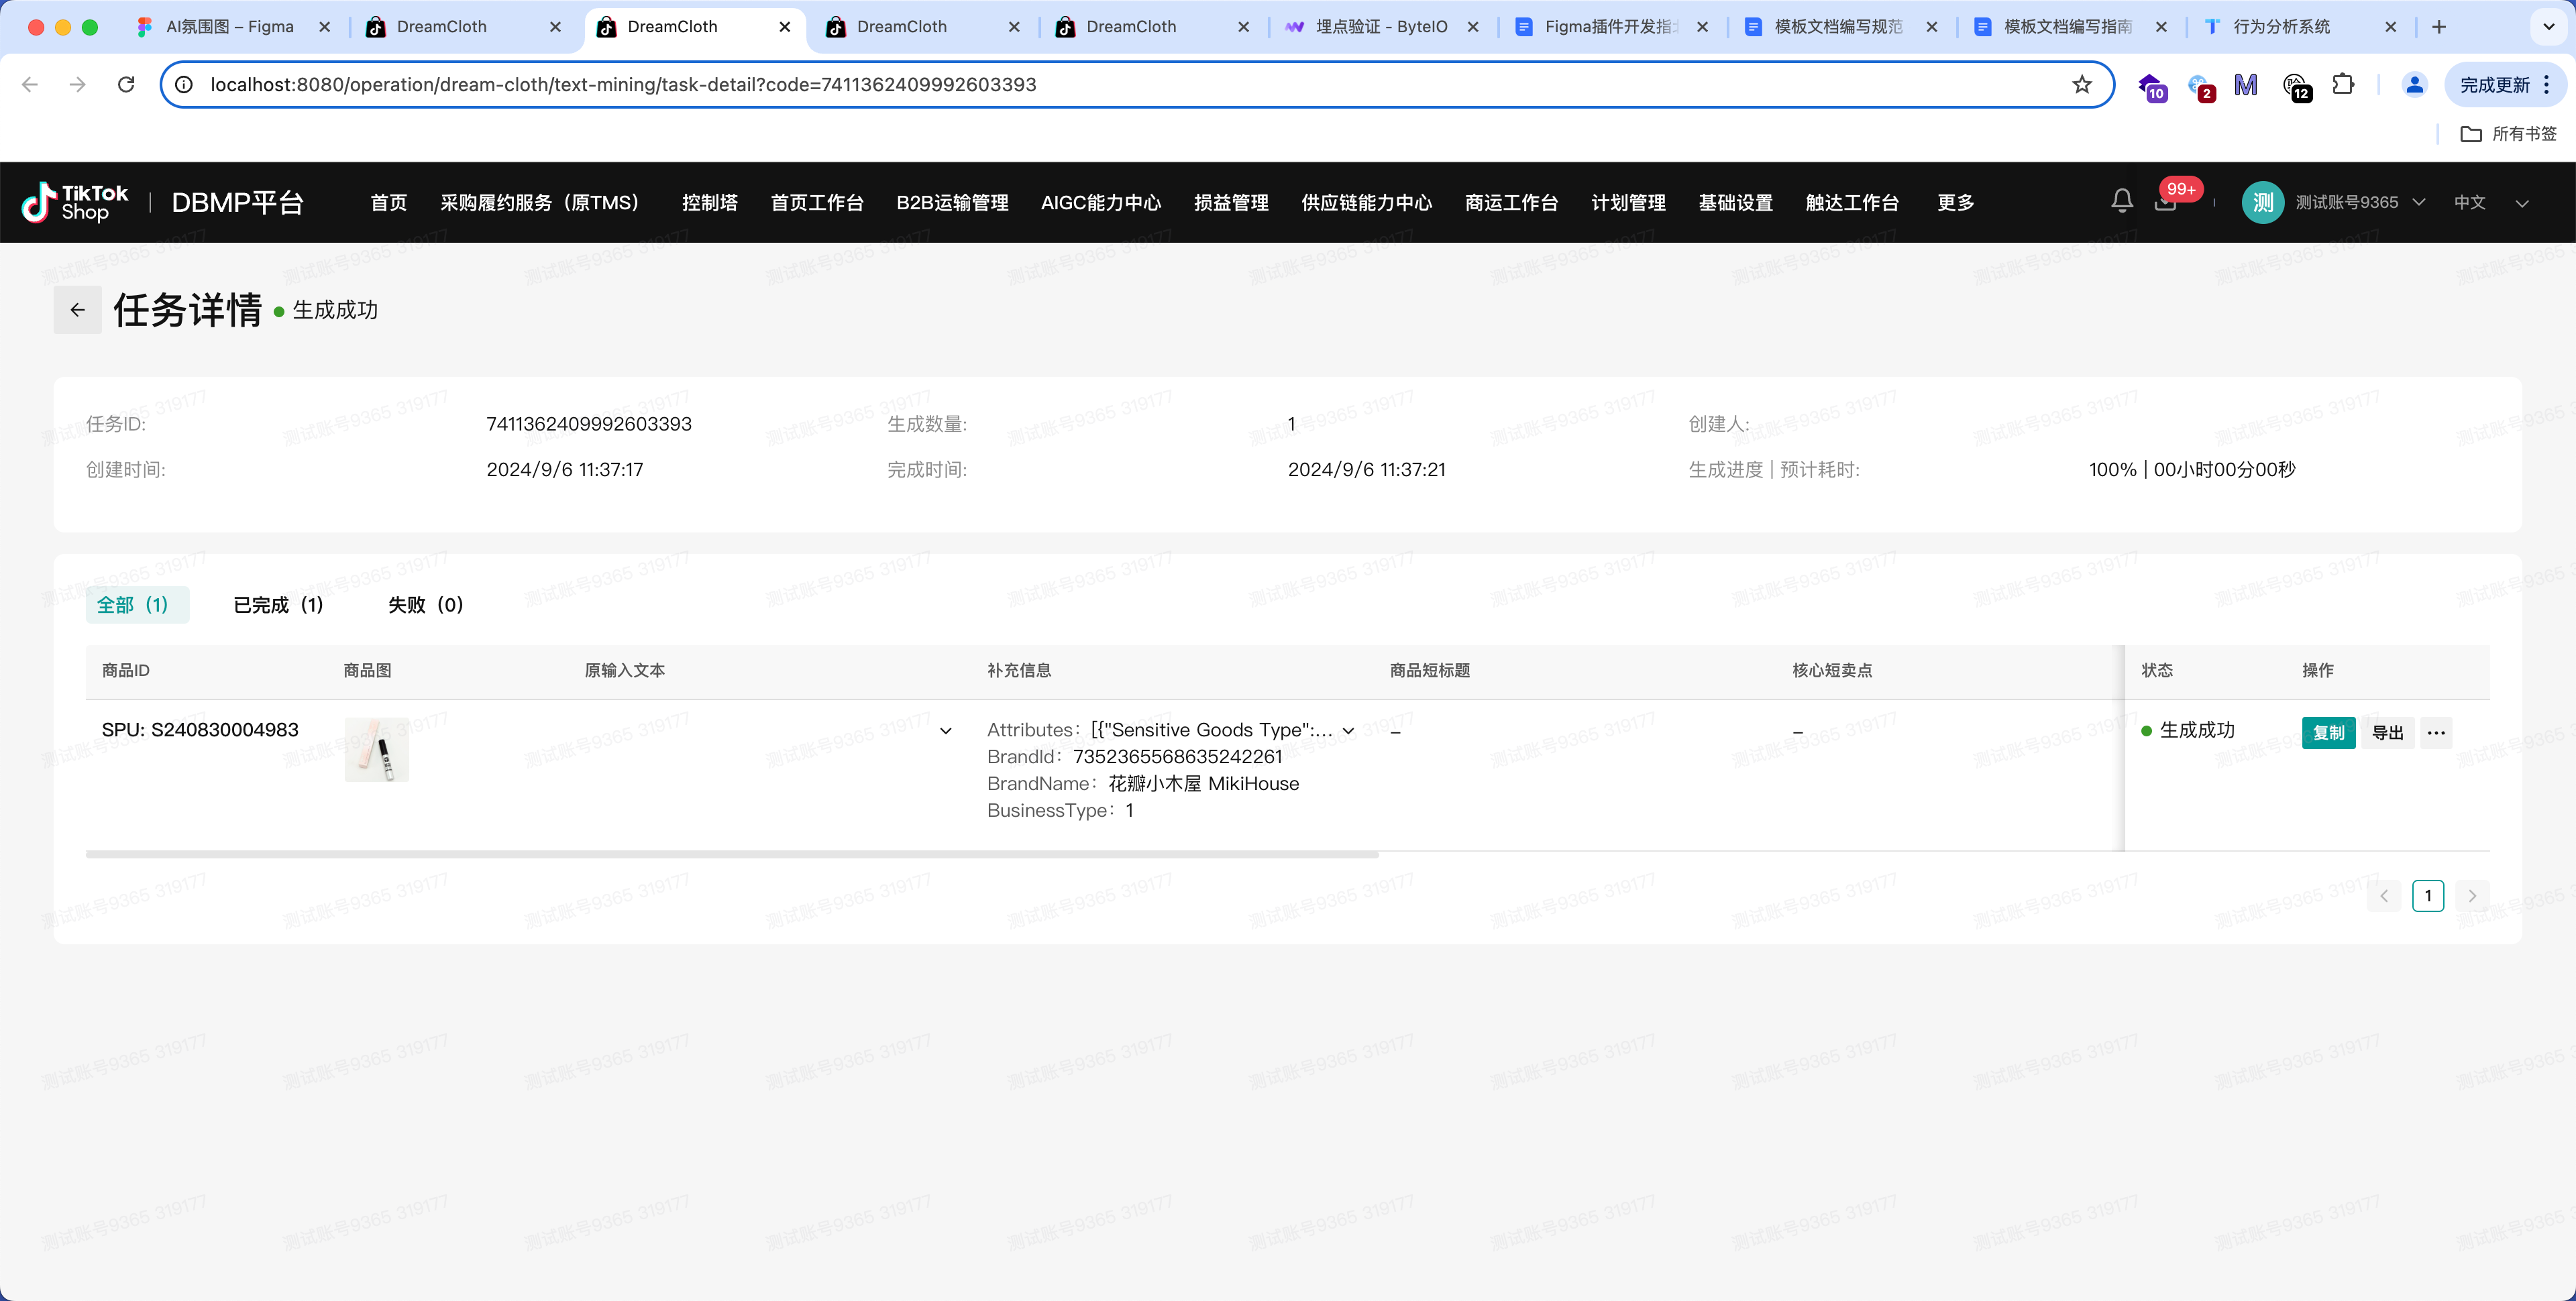 AI氛围图 – Figma
DreamCloth
DreamCloth
DreamCloth
DreamCloth
埋点验证 - ByteIO
Figma插件开发指
模板文档编写规范
模板文档编写指南
行为分析系统
localhost:8080/operation/dream-cloth/text-mining/task-detail?code=7411362409992603393
10
2
M
12
完成更新
所有书签
TikTok Shop
DBMP平台
首页
采购履约服务（原TMS）
控制塔
首页工作台
B2B运输管理
AIGC能力中心
损益管理
供应链能力中心
商运工作台
计划管理
基础设置
触达工作台
更多
99+
测
测试账号9365
中文
任务详情
生成成功
任务ID:
7411362409992603393
生成数量:
1
创建人:
创建时间:
2024/9/6 11:37:17
完成时间:
2024/9/6 11:37:21
生成进度 | 预计耗时:
100% | 00小时00分00秒
全部（1）
已完成（1）
失败（0）
商品ID
商品图
原输入文本
补充信息
商品短标题
核心短卖点
状态
操作
SPU: S240830004983
Attributes：[{"Sensitive Goods Type":...
BrandId：7352365568635242261
BrandName：花瓣小木屋 MikiHouse
BusinessType：1
–
–
生成成功
复制
导出
...
1
测试账号9365 319177